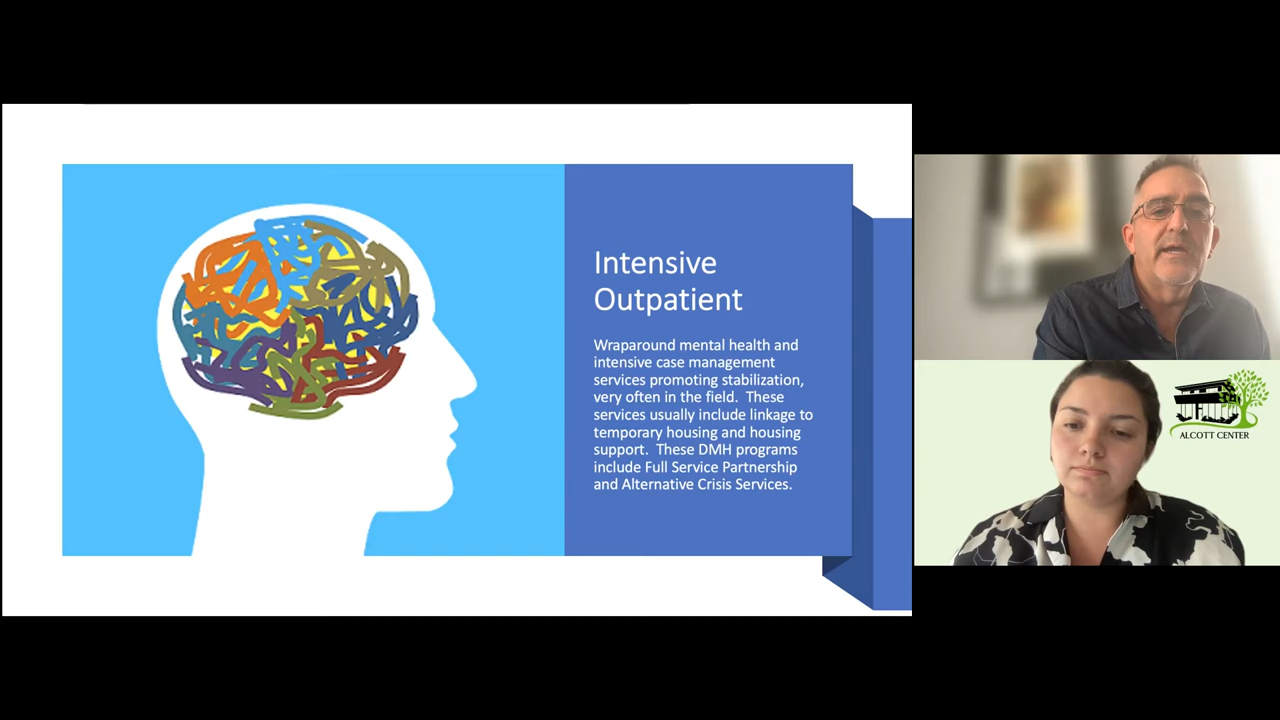 Intensive
Outpatient
Wraparound mental health and
intensive case management
services promoting stabilization,
very often in the field.  These
services usually include linkage to
temporary housing and housing
support.  These DMH programs
include Full Service Partnership
and Alternative Crisis Services.
ALCOTT CENTER